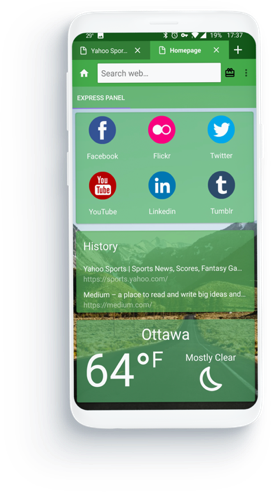 29° 19% 17:37
Yahoo Spor... Homepage
Search web...
EXPRESS PANEL
Facebook Flickr Twitter
You Tube
YouTube Linkedin Tumblr
History
Yahoo Sports | Sports News, Scores, Fantasy Ga...
https://sports.yahoo.com/
Medium – a place to read and write big ideas and...
https://medium.com/
Ottawa
64°F Mostly Clear